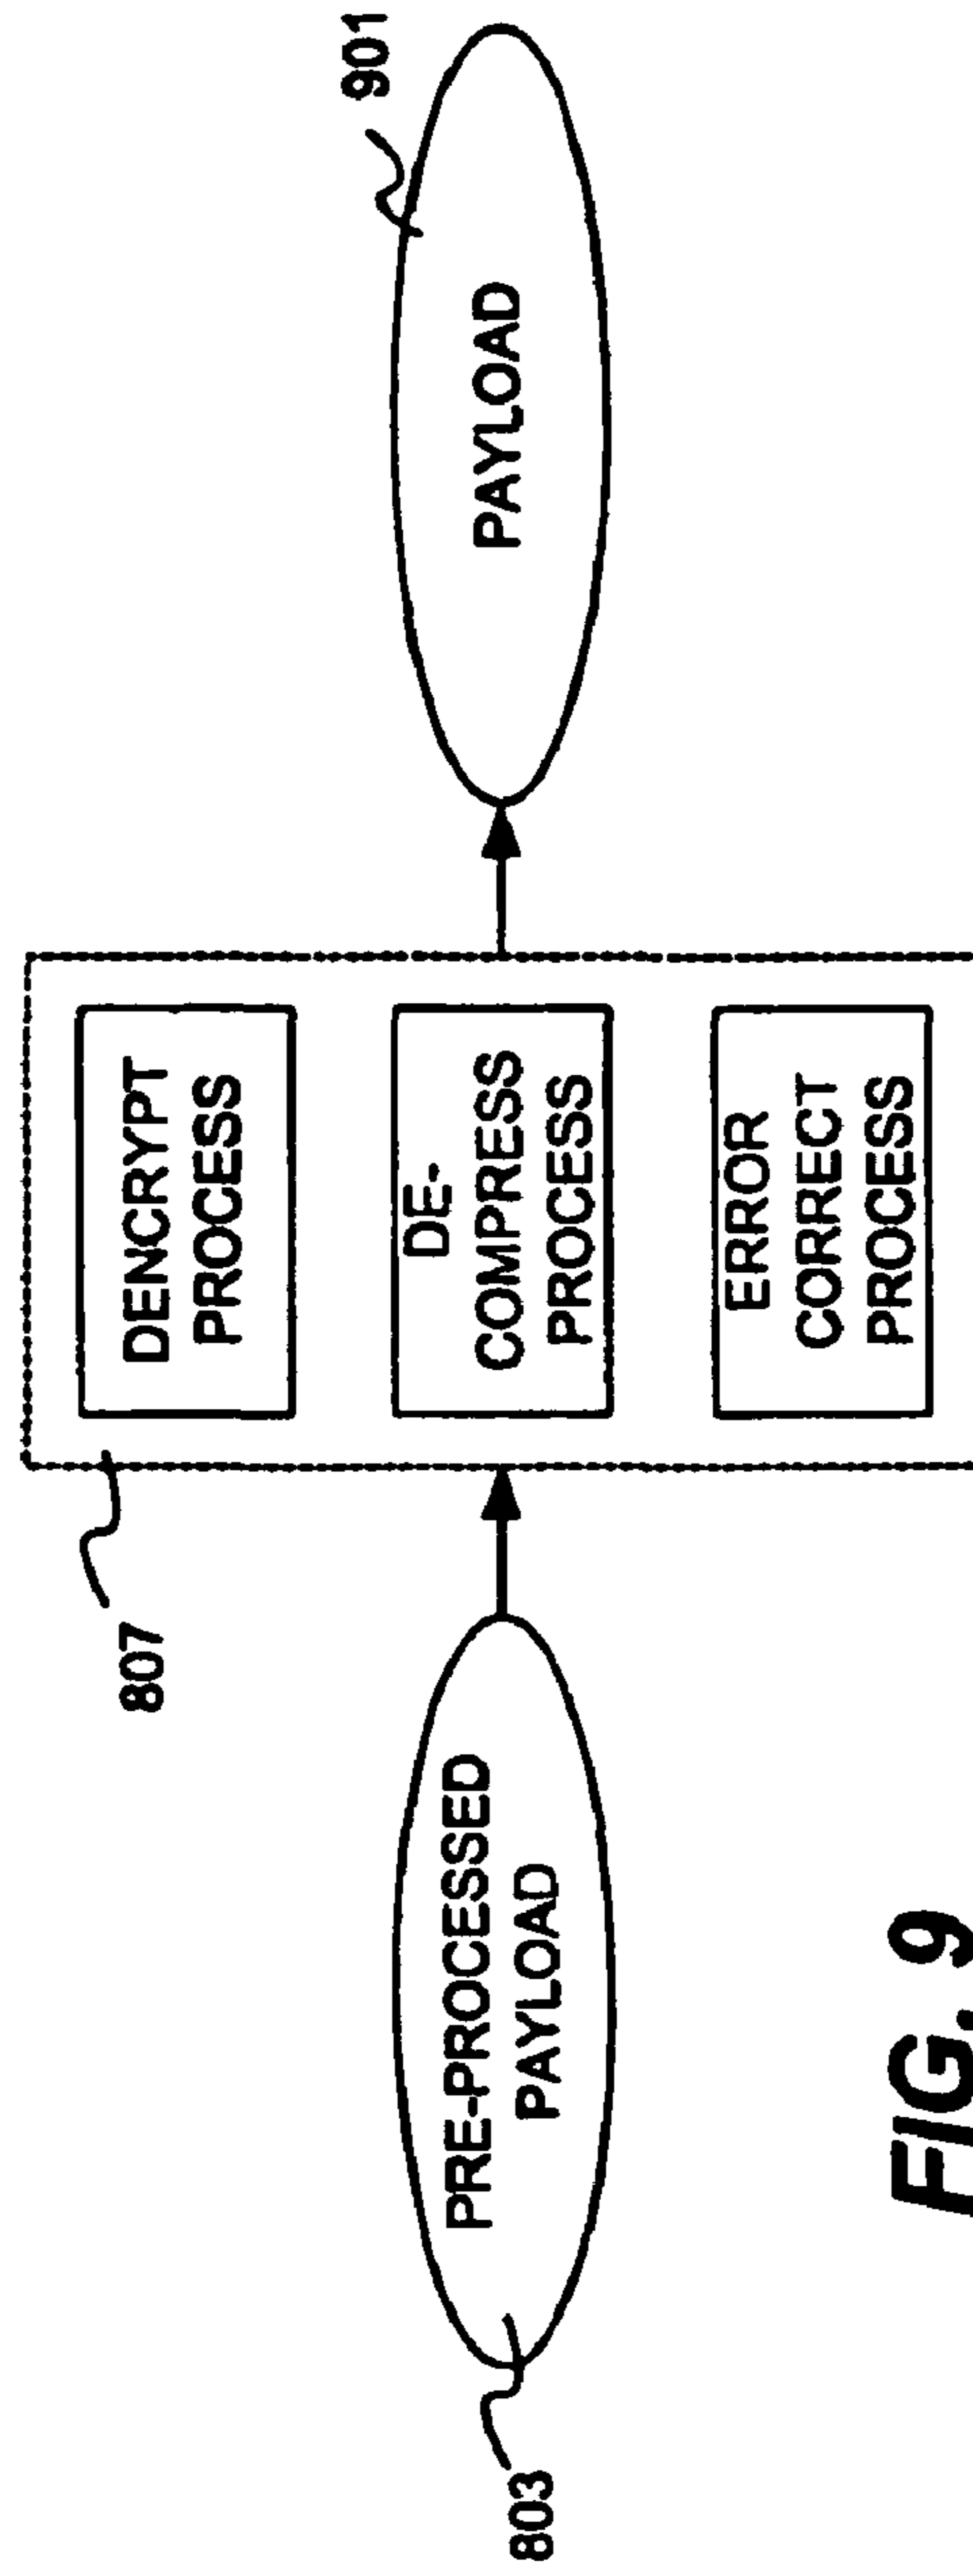 803
PRE-PROCESSED
PAYLOAD
807
DENCRYPT
PROCESS
DE-
COMPRESS
PROCESS
ERROR
CORRECT
PROCESS
901
PAYLOAD
FIG. 9